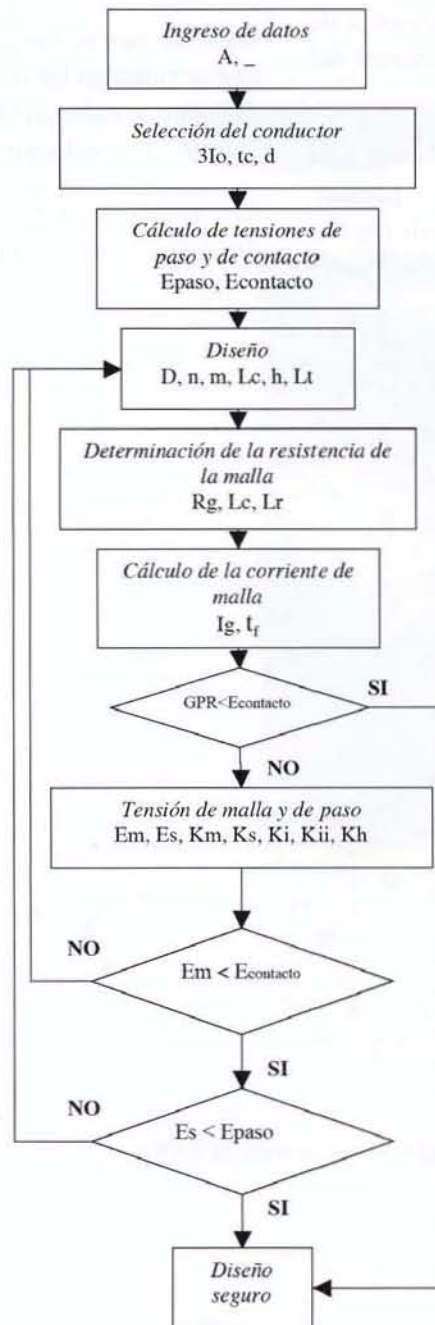 Ingreso de datos
A, _
Selección del conductor
3Io, tc, d
Cálculo de tensiones de
paso y de contacto
Epaso, Econtacto
Diseño
D, n, m, Lc, h, Lt
Determinación de la resistencia de
la malla
Rg, Lc, Lr
Cálculo de la corriente de
malla
Ig, tf
GPR<Econtacto
SI
NO
Tensión de malla y de paso
Em, Es, Km, Ks, Ki, Kii, Kh
NO
Em < Econtacto
SI
NO
Es < Epaso
SI
Diseño
seguro